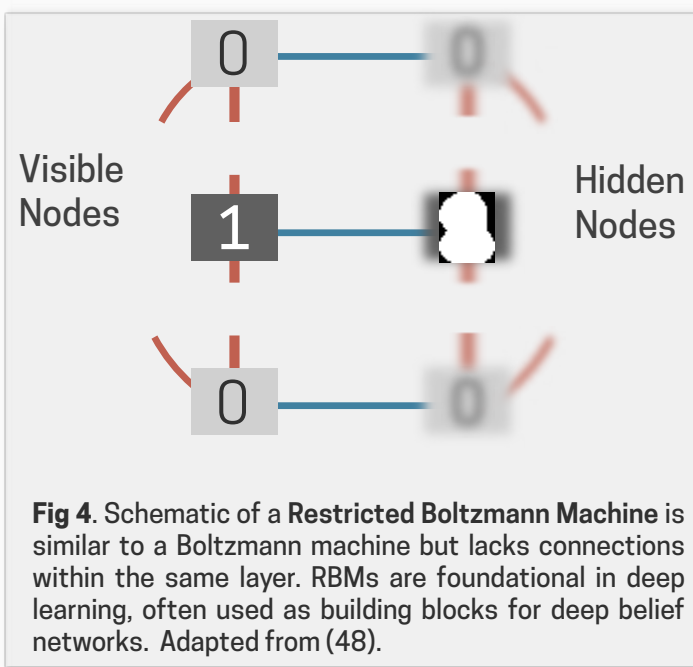 0 0
Visible
Nodes
1
Hidden
Nodes
0 0
Fig 4. Schematic of a Restricted Boltzmann Machine is
similar to a Boltzmann machine but lacks connections
within the same layer. RBMs are foundational in deep
learning, often used as building blocks for deep belief
networks. Adapted from (48).